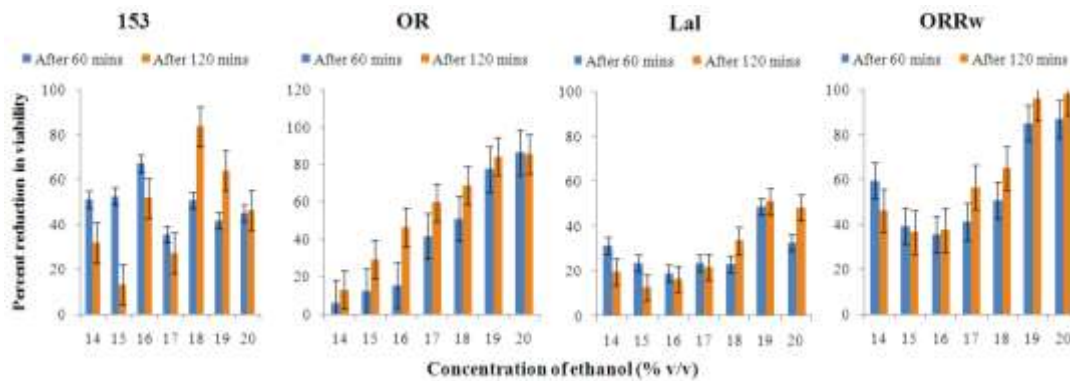 153 OR Lal ORRw
After 60 mins After 120 mins After 60 mins After 120 mins After 60 mins After 120 mins After 60 mins After 120 mins
Percent reduction in viability
100 80 60 40 20 0
120 100 80 60 40 20 0
100 80 60 40 20 0
100 80 60 40 20 0
14 15 16 17 18 19 20 14 15 16 17 18 19 20 14 15 16 17 18 19 20 14 15 16 17 18 19 20
Concentration of ethanol (% v/v)